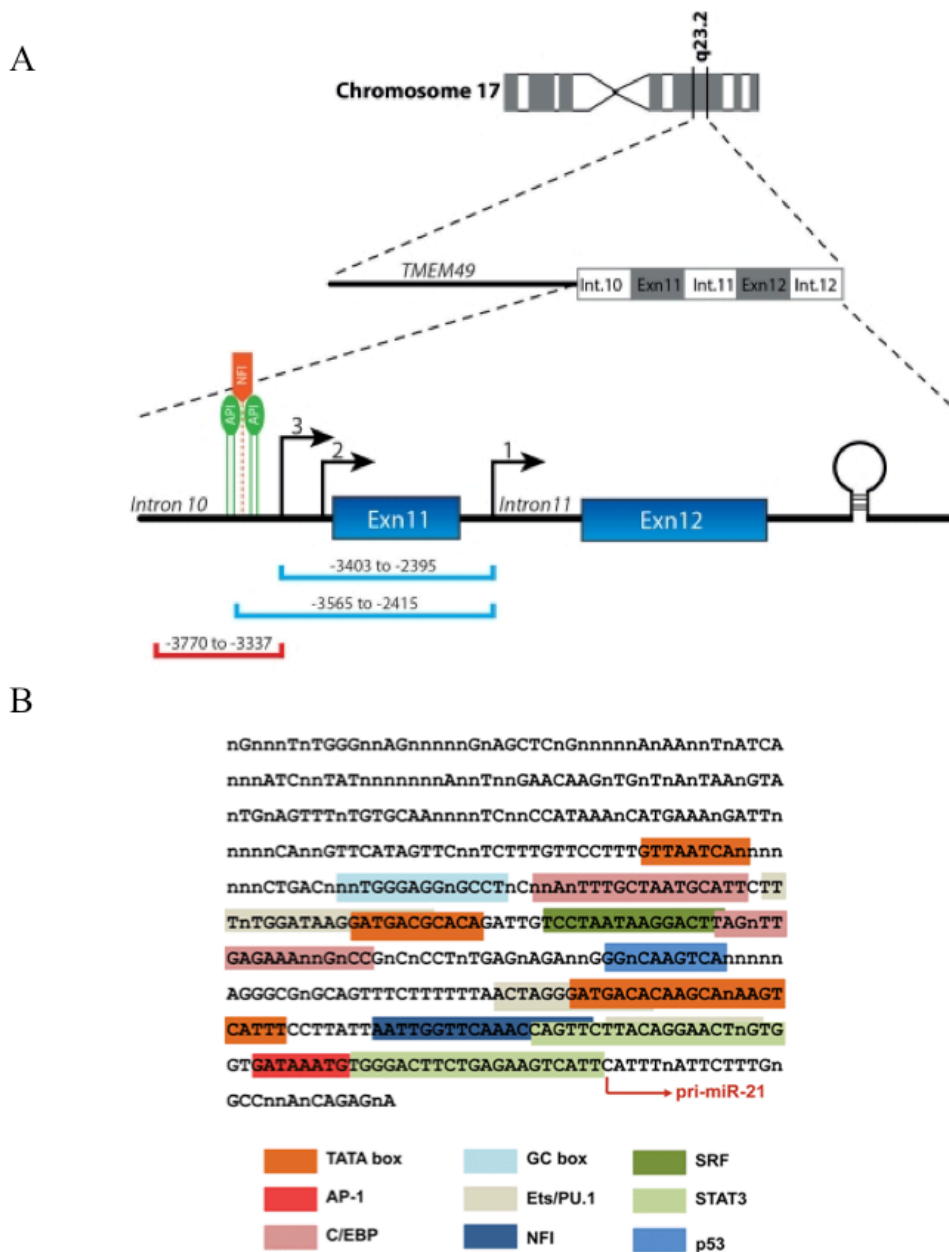 A
q23.2
Chromosome 17
TMEM49
Int.10 Exn11 Int.11 Exn12 Int.12
NFI
API API
3
2
1
Intron 10
Exn11
Intron11
Exn12
-3403 to -2395
-3565 to -2415
-3770 to -3337
B
nGnnnTnTGGGnnAGnnnnnGnAGCTCnGnnnnnAnAAnnTnATCA
nnnATCnnTATnnnnnnnAnnTnnGAACAAGnTGnTnAnTAAnGTA
nTGnAGTTTnTGTGCAAnnnnTCnnCCATAAAnCATGAAAnGATTn
nnnnCAnnGTTCATAGTTCnnTCTTTGTTCCTTTGTTAATCAnnnn
nnnCTGACnnnTGGGAGGnGCCTnCnnAnTTTGCTAATGCATTCTT
TnTGGATAAGGATGACGCACAGATTGTCCTAATAAGGACTTAGnTT
GAGAAAnnGnCCGnCnCCTnTGAGnAGAnnGGGnCAAGTCAnnnnn
AGGGCGnGCAGTTTCTTTTTTAACTAGGGATGACACAAGCAnAAGT
CATTTCCTTATTAATTGGTTCAAACCAGTTCTTACAGGAACTnGTG
GTGATAAATGTGGGACTTCTGAGAAGTCATTCATTTnATTCTTTGn
pri-miR-21
GCCnnAnCAGAGnA
TATA box GC box SRF
AP-1 Ets/PU.1 STAT3
C/EBP NFI p53